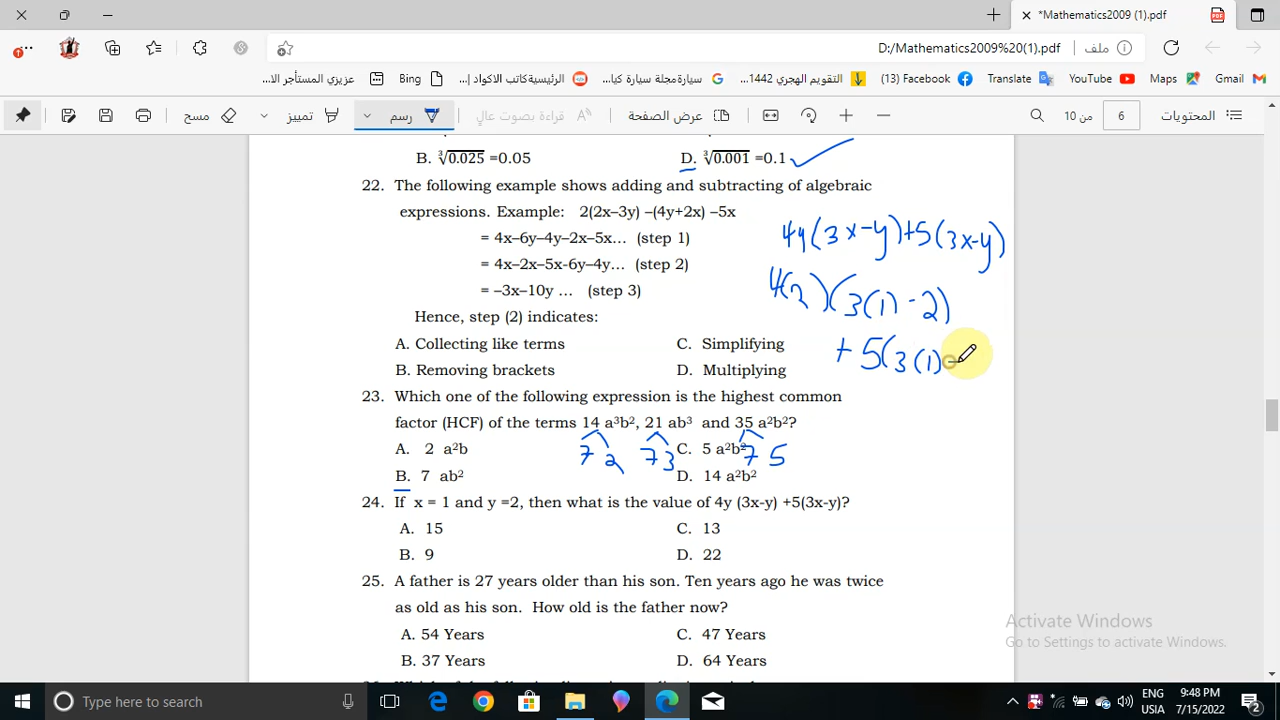 *Mathematics2009 (1).pdf
D:/Mathematics2009%20(1).pdf ملف
عزيزي المستأجر الا... Bing الرئيسيةكاتب الاكواد إ... سيارةمجلة سيارة كيا... التقويم الهجري 1442... (13) Facebook Translate YouTube Maps Gmail
مسح تمييز رسم قراءة بصوت عالٍ عرض الصفحة من 10 6 المحتويات
B. ∛0.025 =0.05 D. ∛0.001 =0.1
22. The following example shows adding and subtracting of algebraic
expressions. Example: 2(2x–3y) –(4y+2x) –5x
= 4x–6y–4y–2x–5x... (step 1)
= 4x–2x–5x-6y–4y... (step 2)
= –3x–10y ... (step 3)
Hence, step (2) indicates:
A. Collecting like terms C. Simplifying
B. Removing brackets D. Multiplying
4y(3x-y)+5(3x-y)
4(2)(3(1)-2)
+5(3(1)
23. Which one of the following expression is the highest common
factor (HCF) of the terms 14 a³b², 21 ab³ and 35 a²b²?
A. 2 a²b C. 5 a²b²
B. 7 ab² D. 14 a²b²
7 2 7 3 7 5
24. If x = 1 and y =2, then what is the value of 4y (3x-y) +5(3x-y)?
A. 15 C. 13
B. 9 D. 22
25. A father is 27 years older than his son. Ten years ago he was twice
as old as his son. How old is the father now?
A. 54 Years C. 47 Years
B. 37 Years D. 64 Years
Activate Windows
Go to Settings to activate Windows.
Type here to search
ENG 9:48 PM
USIA 7/15/2022
2